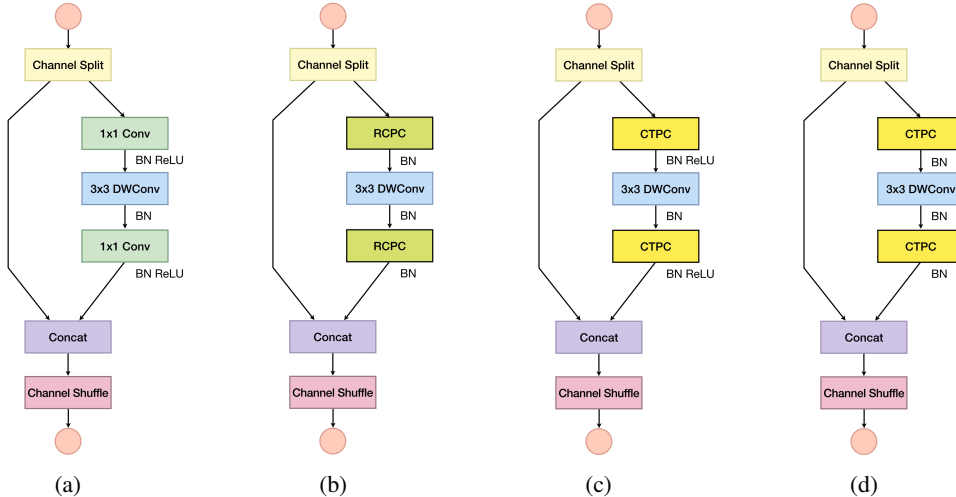 Channel Split
1x1 Conv
BN ReLU
3x3 DWConv
BN
1x1 Conv
BN ReLU
Concat
Channel Shuffle
(a)
Channel Split
RCPC
BN
3x3 DWConv
BN
RCPC
BN
Concat
Channel Shuffle
(b)
Channel Split
CTPC
BN ReLU
3x3 DWConv
BN
CTPC
BN ReLU
Concat
Channel Shuffle
(c)
Channel Split
CTPC
BN
3x3 DWConv
BN
CTPC
BN
Concat
Channel Shuffle
(d)